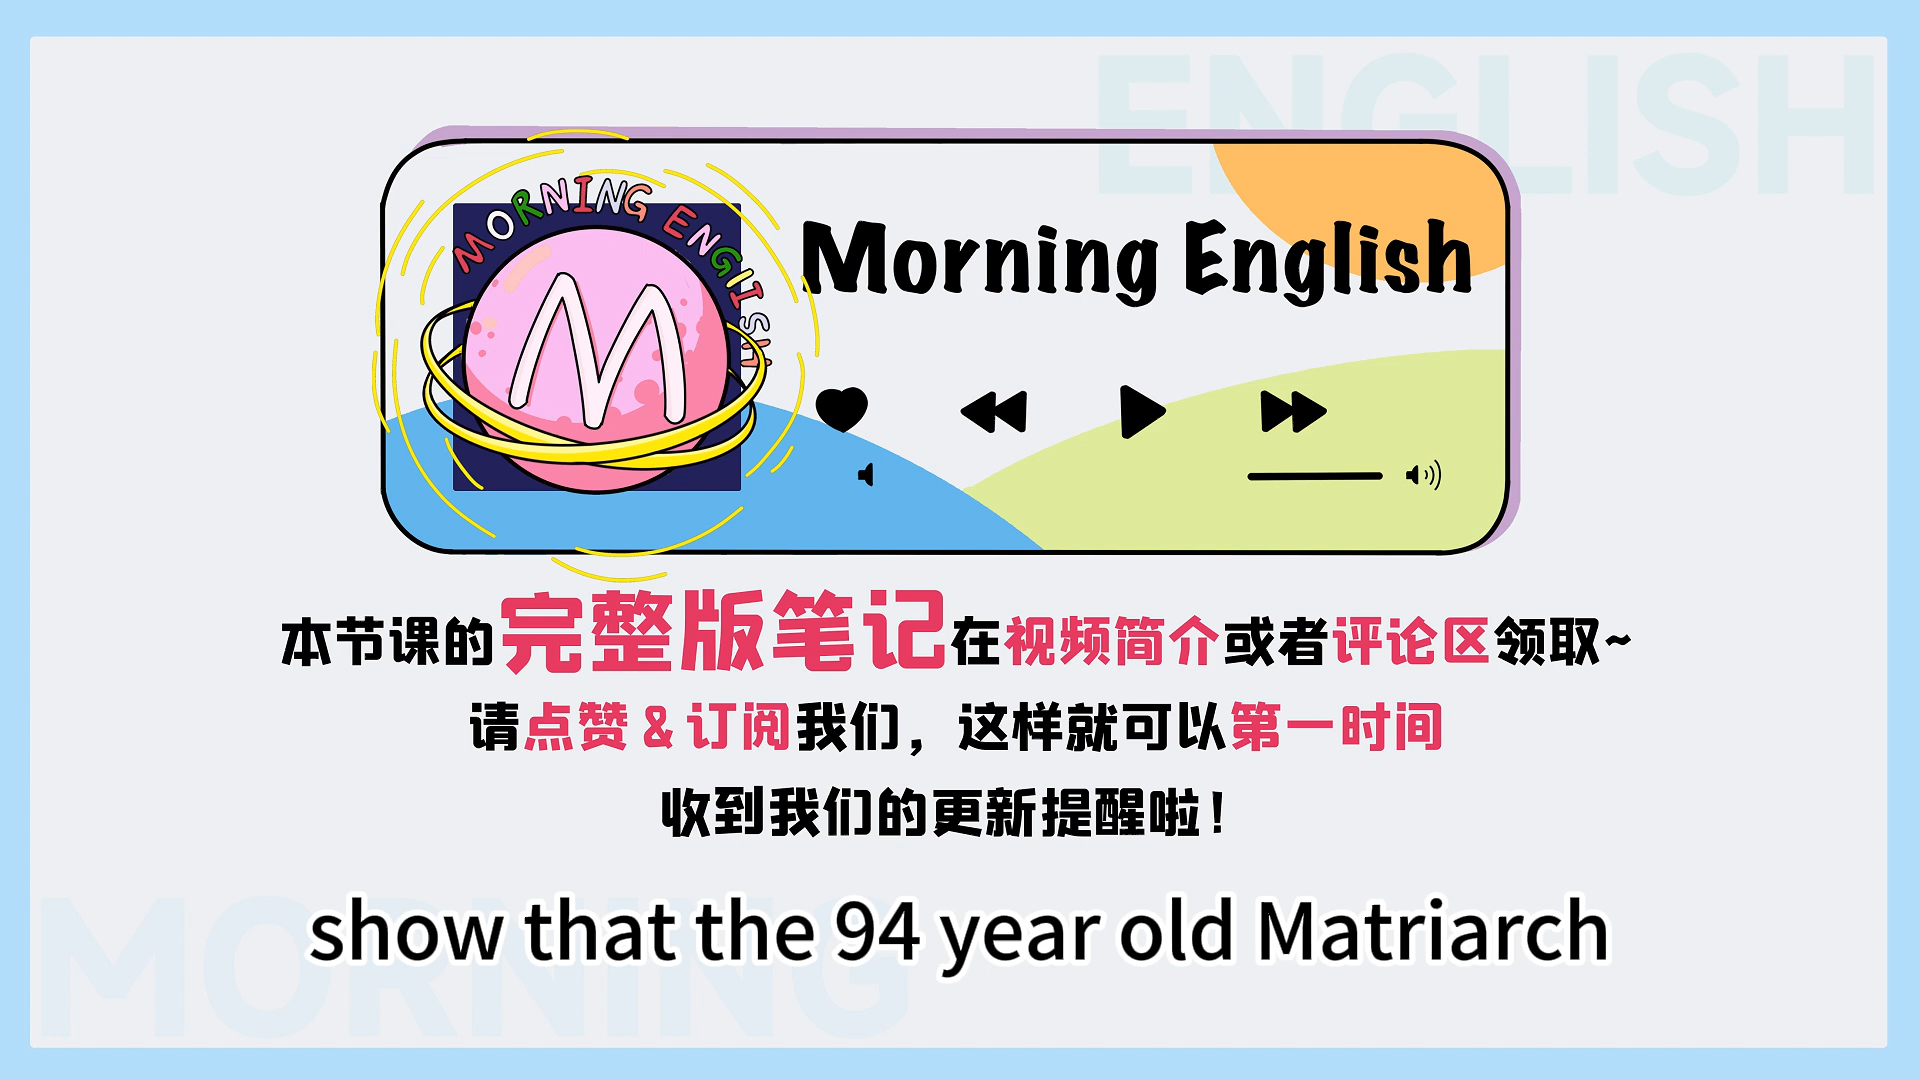 ENGLISH
MORNING ENGLISH
M
Morning English
本节课的完整版笔记在视频简介或者评论区领取~
请点赞&订阅我们，这样就可以第一时间
收到我们的更新提醒啦！
MORNING
show that the 94 year old Matriarch